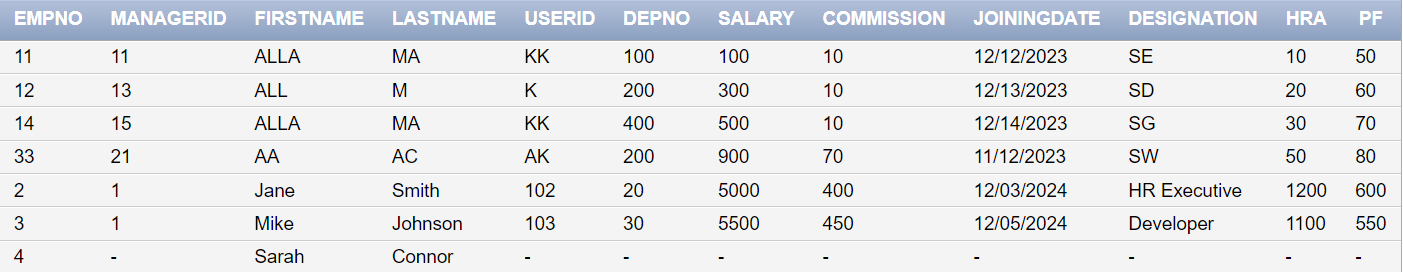 EMPNO MANAGERID FIRSTNAME LASTNAME USERID DEPNO SALARY COMMISSION JOININGDATE DESIGNATION HRA PF
11 11 ALLA MA KK 100 100 10 12/12/2023 SE 10 50
12 13 ALL M K 200 300 10 12/13/2023 SD 20 60
14 15 ALLA MA KK 400 500 10 12/14/2023 SG 30 70
33 21 AA AC AK 200 900 70 11/12/2023 SW 50 80
2 1 Jane Smith 102 20 5000 400 12/03/2024 HR Executive 1200 600
3 1 Mike Johnson 103 30 5500 450 12/05/2024 Developer 1100 550
4 - Sarah Connor - - - - - - - -